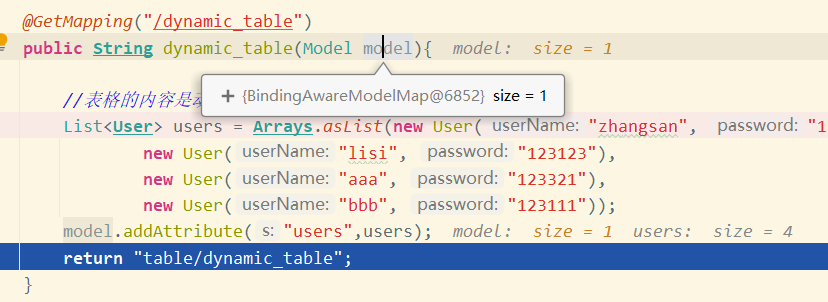 @GetMapping("/dynamic_table")
public String dynamic_table(Model model){ model: size = 1
+ {BindingAwareModelMap@6852} size = 1
//表格的内容是
List<User> users = Arrays.asList(new User( userName: "zhangsan", password: "1
new User( userName: "lisi", password: "123123"),
new User( userName: "aaa", password: "123321"),
new User( userName: "bbb", password: "123111"));
model.addAttribute( s: "users",users); model: size = 1 users: size = 4
return "table/dynamic_table";
}